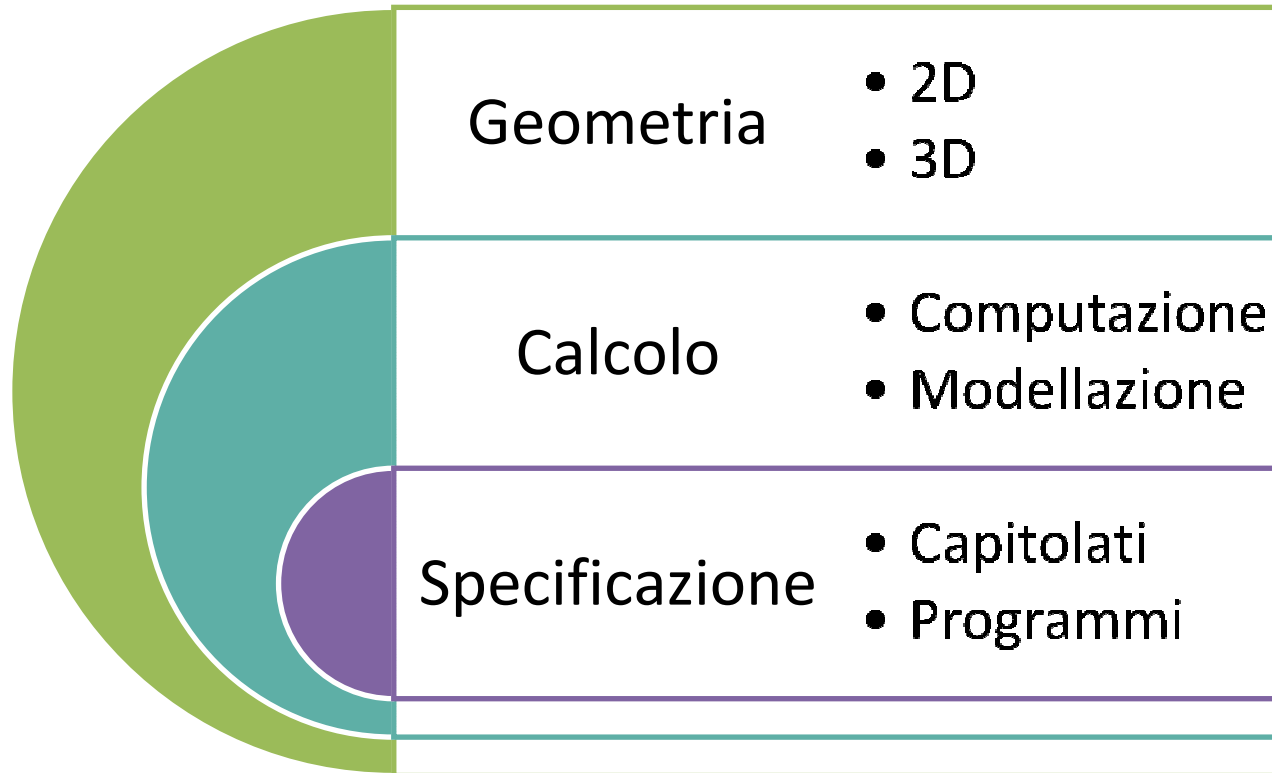 Geometria
• 2D
• 3D
Calcolo
• Computazione
• Modellazione
Specificazione
• Capitolati
• Programmi